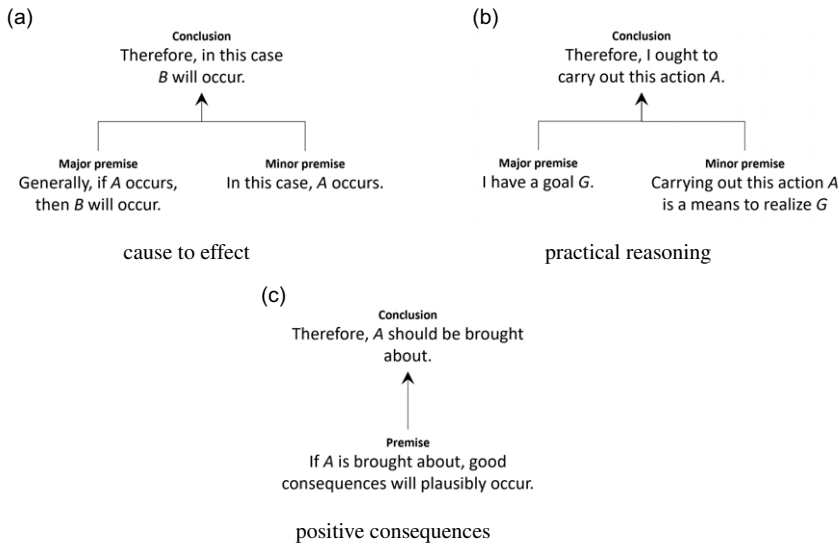 (a)
Conclusion
Therefore, in this case
B will occur.
Major premise
Generally, if A occurs,
then B will occur.
Minor premise
In this case, A occurs.
cause to effect
(b)
Conclusion
Therefore, I ought to
carry out this action A.
Major premise
I have a goal G.
Minor premise
Carrying out this action A
is a means to realize G
practical reasoning
(c)
Conclusion
Therefore, A should be brought
about.
Premise
If A is brought about, good
consequences will plausibly occur.
positive consequences